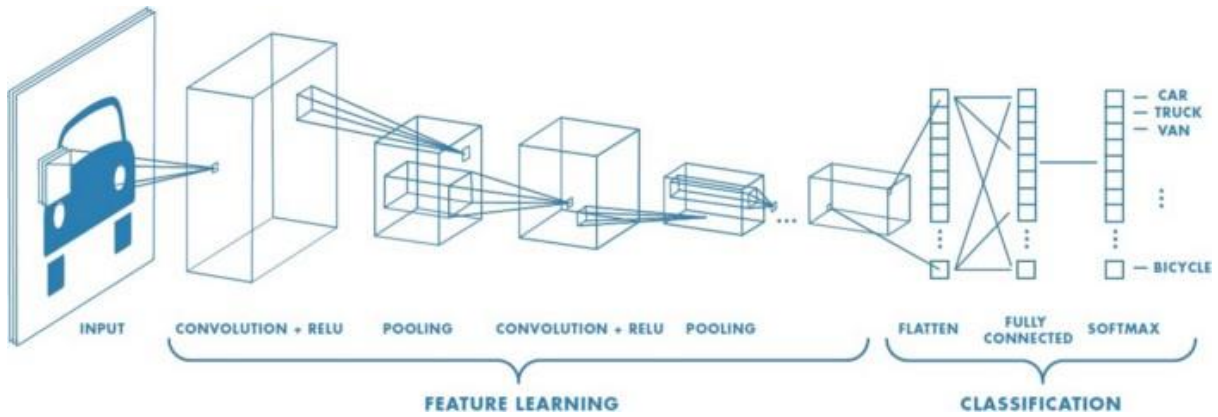 CAR
TRUCK
VAN
BICYCLE
...
INPUT
CONVOLUTION + RELU
POOLING
CONVOLUTION + RELU
POOLING
FLATTEN
FULLY
CONNECTED
SOFTMAX
FEATURE LEARNING
CLASSIFICATION